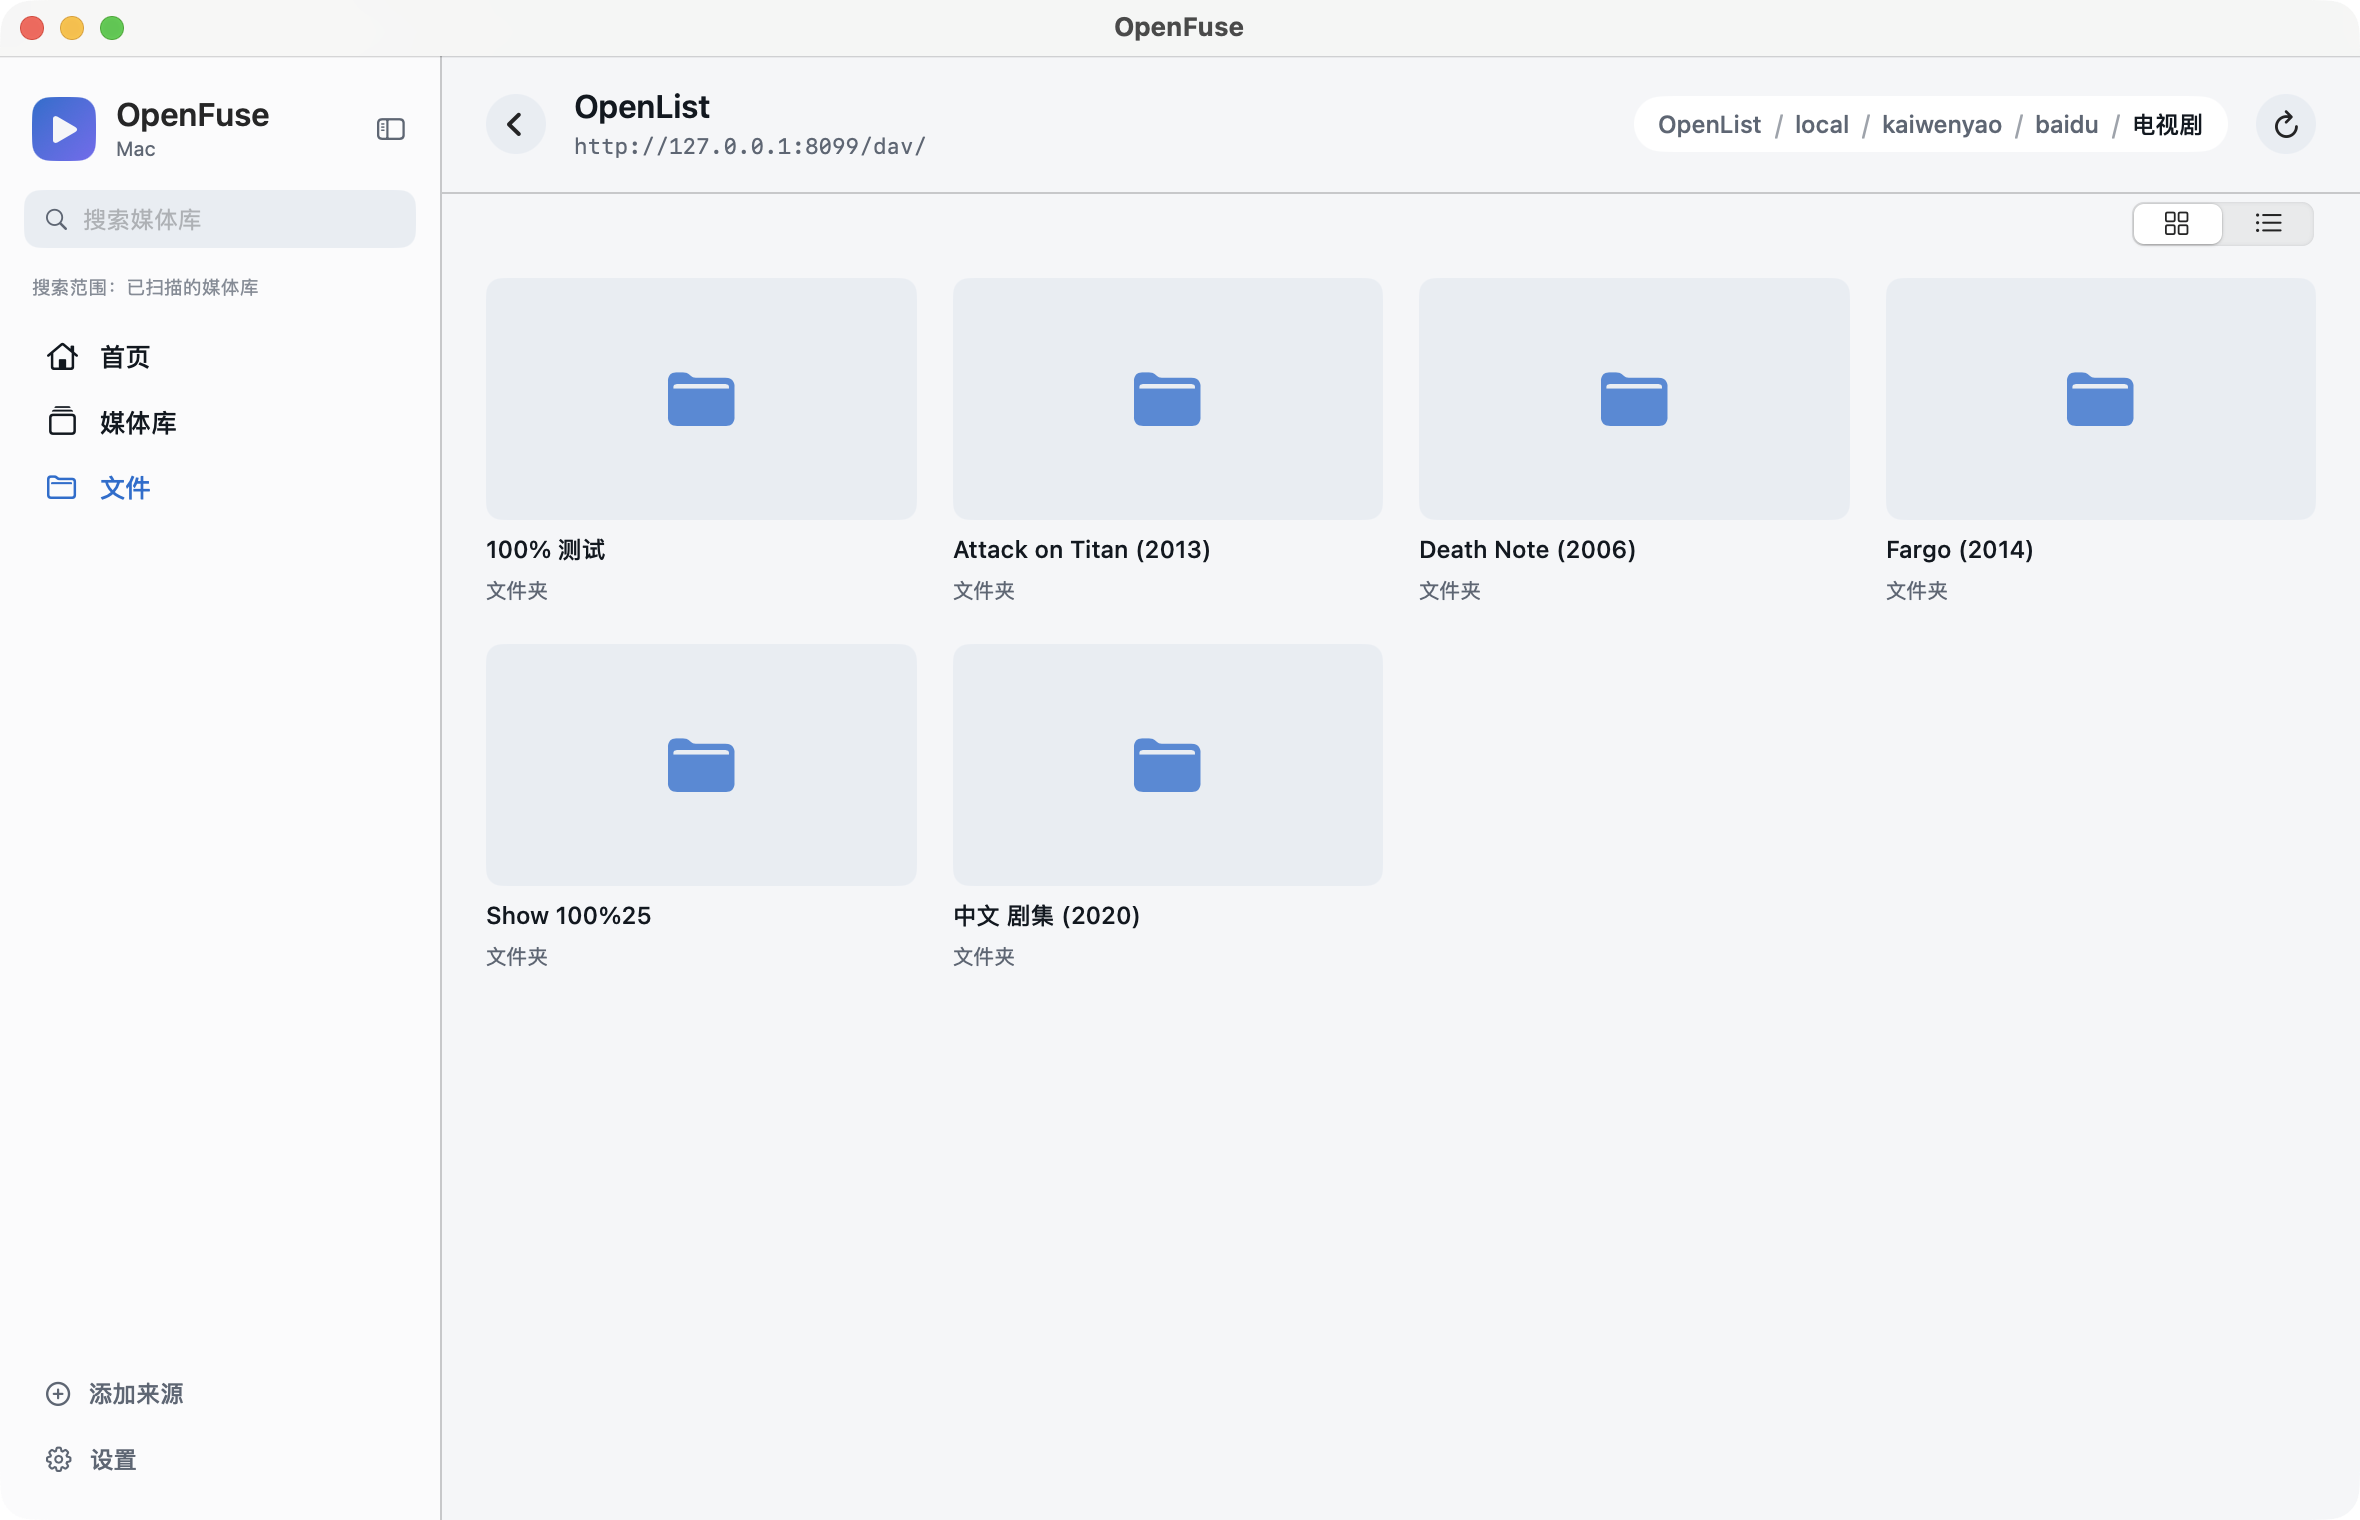 OpenFuse
OpenFuse
Mac
搜索媒体库
搜索范围：已扫描的媒体库
首页
媒体库
文件
添加来源
设置
OpenList
http://127.0.0.1:8099/dav/
OpenList / local / kaiwenyao / baidu / 电视剧
100% 测试
文件夹
Attack on Titan (2013)
文件夹
Death Note (2006)
文件夹
Fargo (2014)
文件夹
Show 100%25
文件夹
中文 剧集 (2020)
文件夹